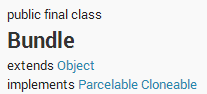 public final class
Bundle
extends Object
implements Parcelable Cloneable